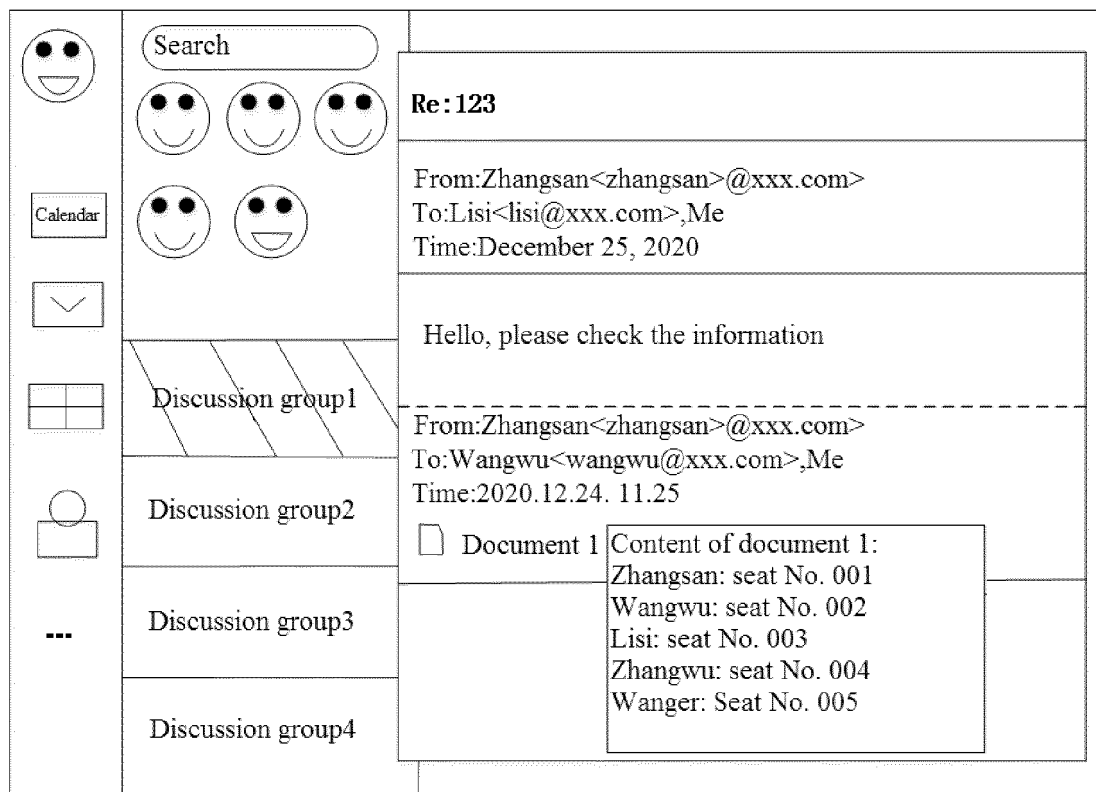 Search
Calendar
Discussion group1
Discussion group2
Discussion group3
Discussion group4
Re:123
From:Zhangsan<zhangsan>@xxx.com>
To:Lisi<lisi@xxx.com>,Me
Time:December 25, 2020
Hello, please check the information
From:Zhangsan<zhangsan>@xxx.com>
To:Wangwu<wangwu@xxx.com>,Me
Time:2020.12.24. 11.25
Document 1
Content of document 1:
Zhangsan: seat No. 001
Wangwu: seat No. 002
Lisi: seat No. 003
Zhangwu: seat No. 004
Wanger: Seat No. 005